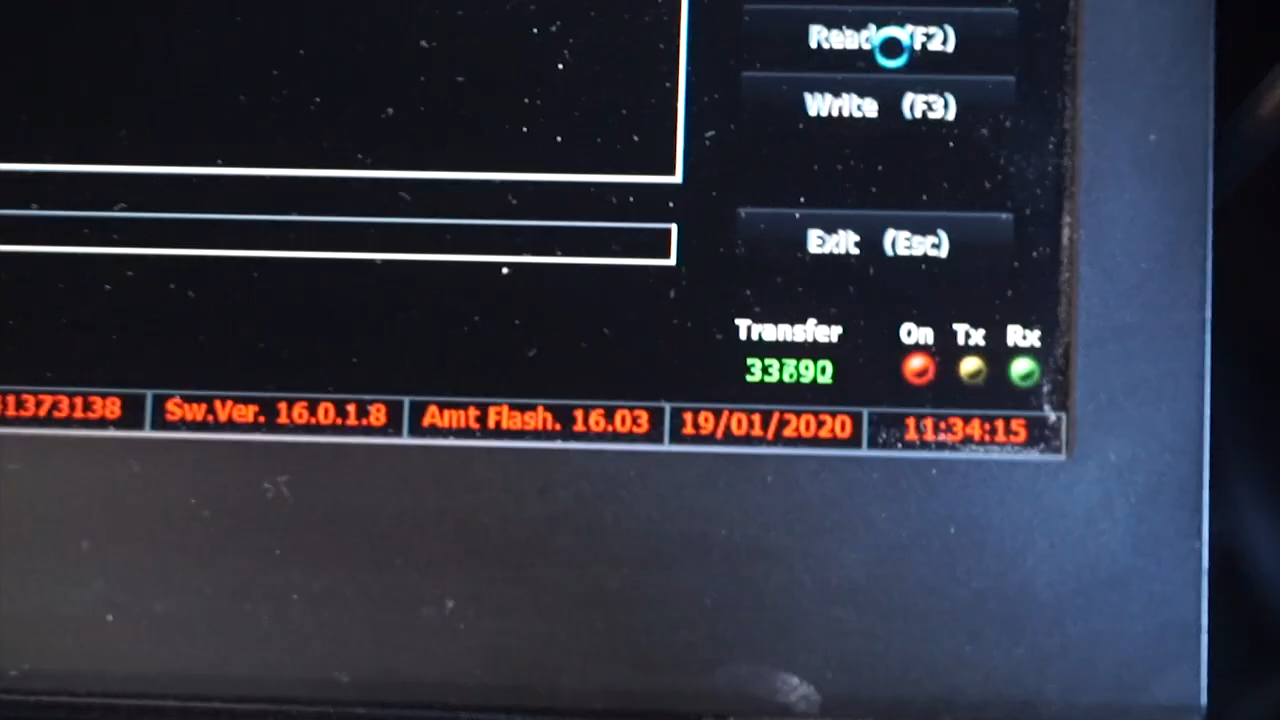 Read (F2)
Write (F3)
Exit (Esc)
Transfer On Tx Rx
1373138 Sw.Ver. 16.0.1.8 Amt Flash. 16.03 19/01/2020 11:34:15